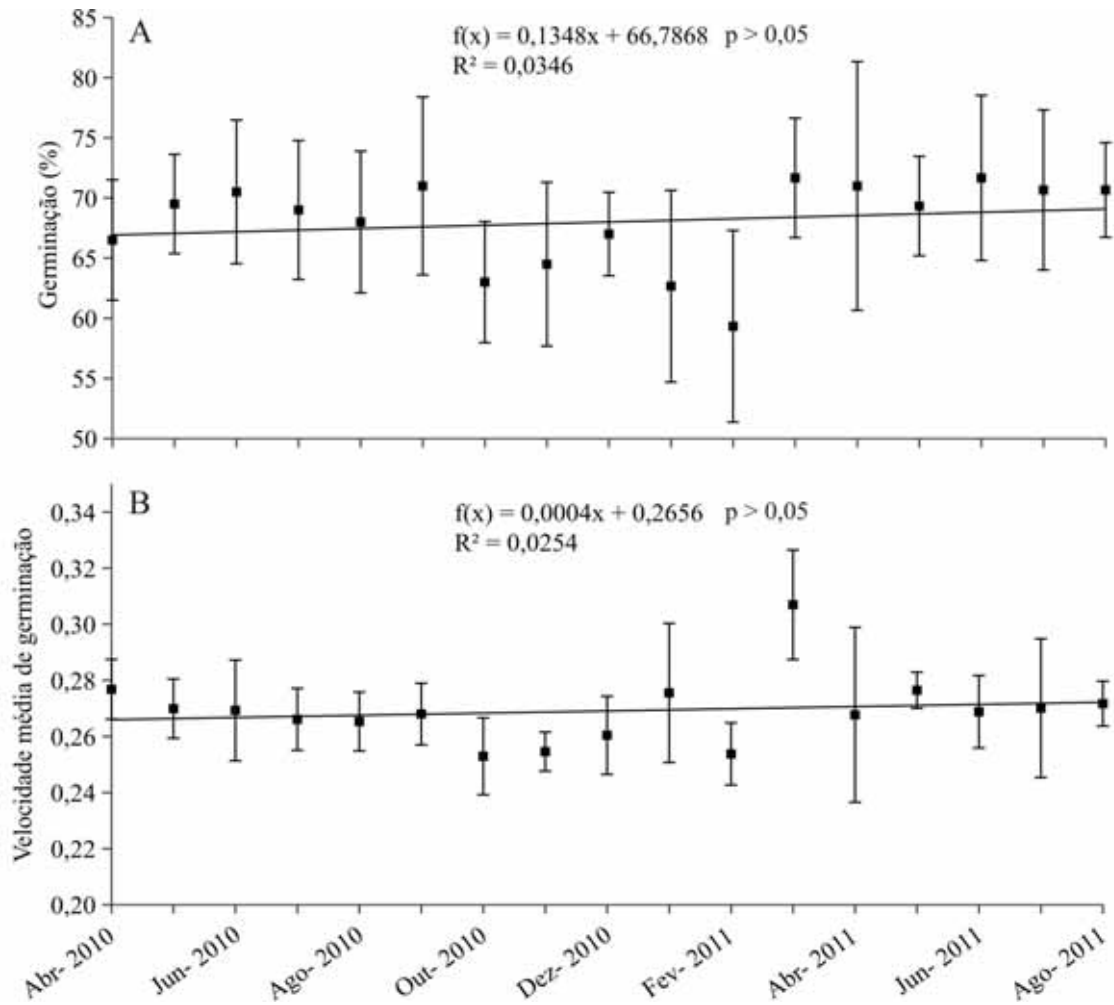 A
f(x) = 0,1348x + 66,7868 p > 0,05
R² = 0,0346
Germinação (%)
85
80
75
70
65
60
55
50
B
f(x) = 0,0004x + 0,2656 p > 0,05
R² = 0,0254
Velocidade média de germinação
0,34
0,32
0,30
0,28
0,26
0,24
0,22
0,20
Abr- 2010
Jun- 2010
Ago- 2010
Out- 2010
Dez- 2010
Fev- 2011
Abr- 2011
Jun- 2011
Ago- 2011